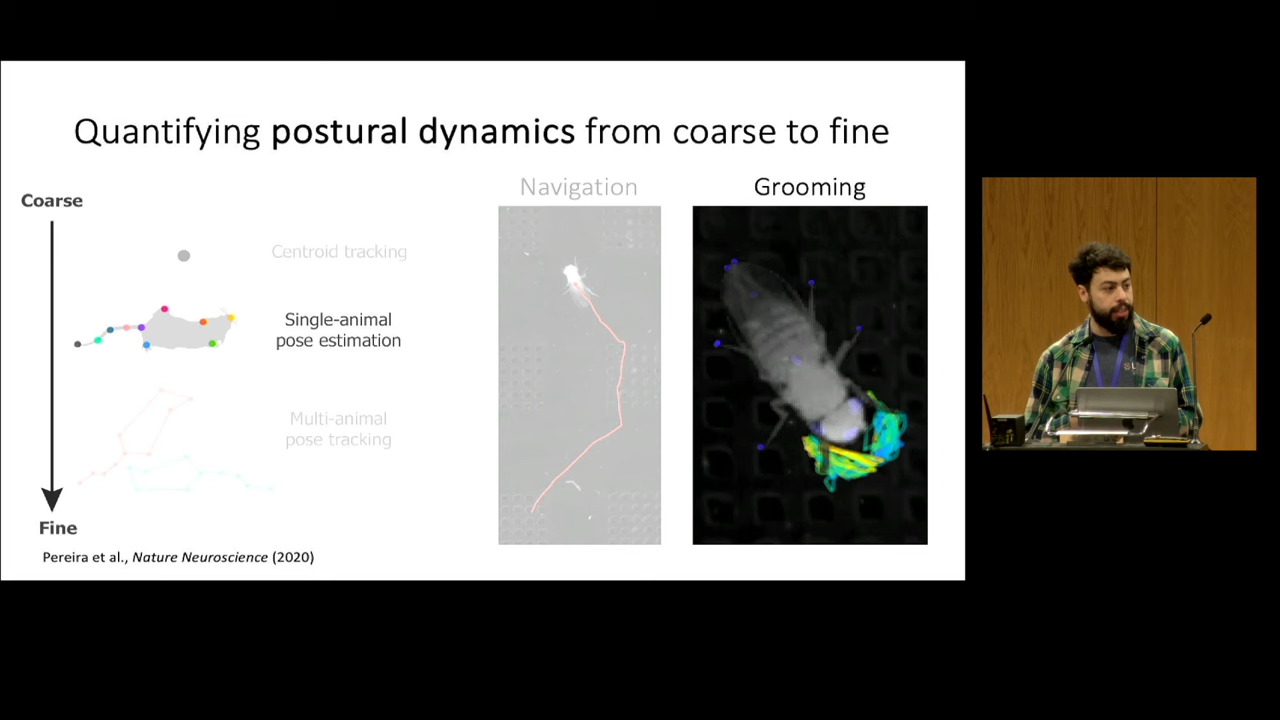 Quantifying postural dynamics from coarse to fine
Coarse
Centroid tracking
Single-animal
pose estimation
Multi-animal
pose tracking
Fine
Pereira et al., Nature Neuroscience (2020)
Navigation
Grooming